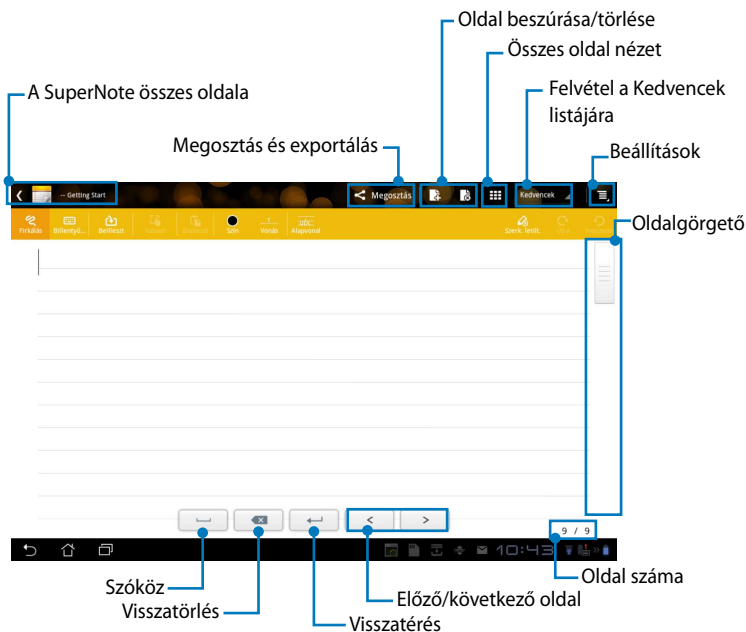 Oldal beszúrása/törlése
Összes oldal nézet
Felvétel a Kedvencek
listájára
A SuperNote összes oldala
Megosztás és exportálás
Beállítások
-- Getting Start
Megosztás
Kedvencek
Oldalgörgető
Firkálás
Billentyű...
Beilleszt
Szín
Vonás
abc
Alapvonal
Szerk. letilt.
9 / 9
10:43
Szóköz
Visszatörlés
Visszatérés
Előző/következő oldal
Oldal száma